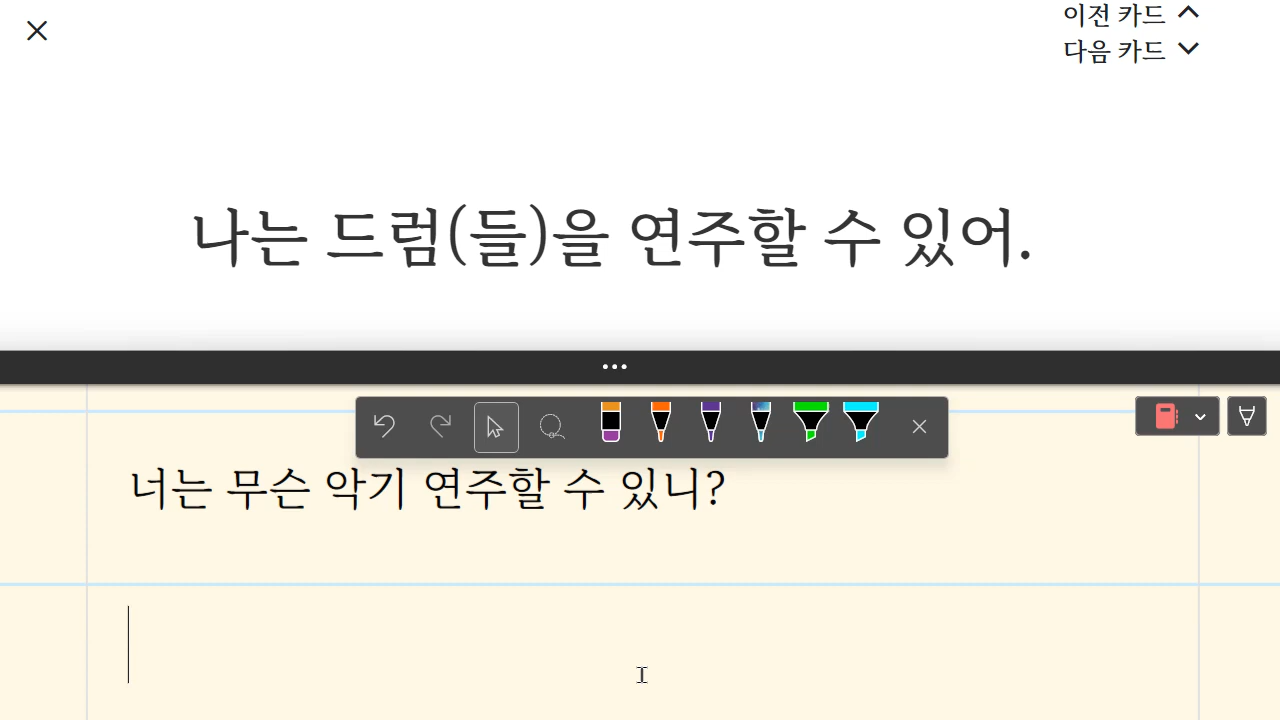 이전 카드
다음 카드
나는 드럼(들)을 연주할 수 있어.
너는 무슨 악기 연주할 수 있니?